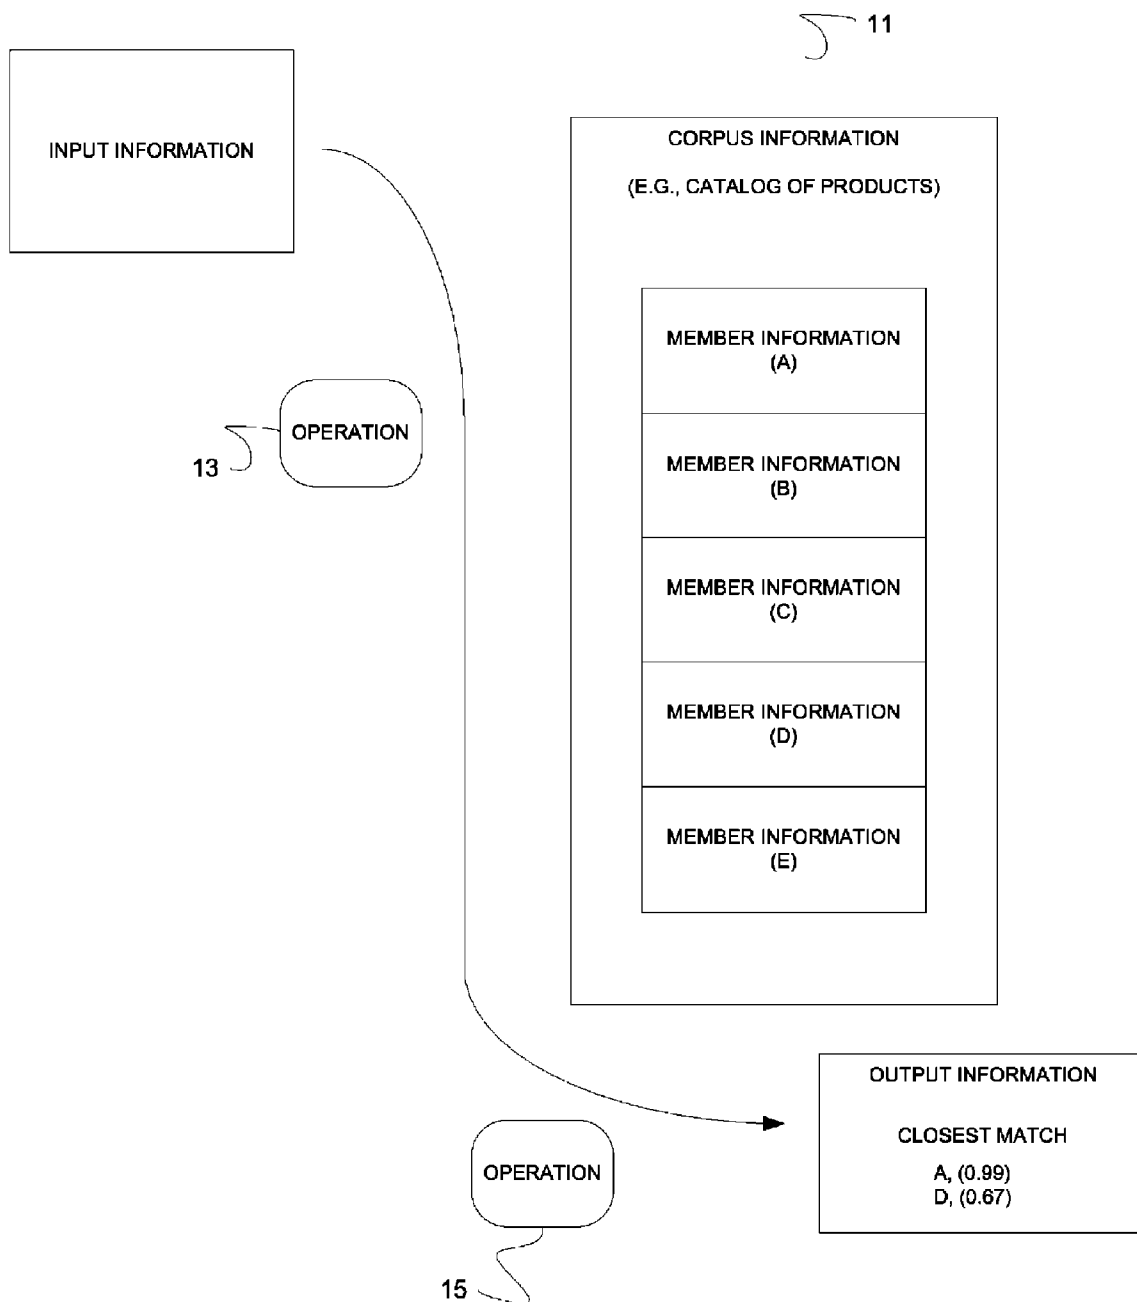 11
INPUT INFORMATION
CORPUS INFORMATION
(E.G., CATALOG OF PRODUCTS)
MEMBER INFORMATION
(A)
OPERATION
13
MEMBER INFORMATION
(B)
MEMBER INFORMATION
(C)
MEMBER INFORMATION
(D)
MEMBER INFORMATION
(E)
OUTPUT INFORMATION
CLOSEST MATCH
A, (0.99)
D, (0.67)
OPERATION
15